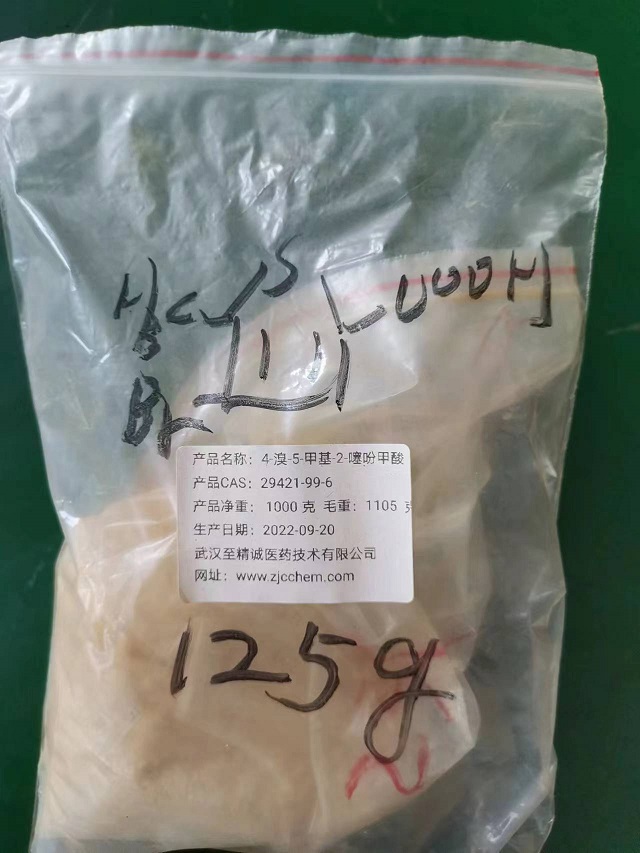 H₃C S COOH
Br
产品名称：4-溴-5-甲基-2-噻吩甲酸
产品CAS：29421-99-6
产品净重：1000 克 毛重：1105 克
生产日期：2022-09-20
武汉至精诚医药技术有限公司
网址：www.zjcchem.com
125g